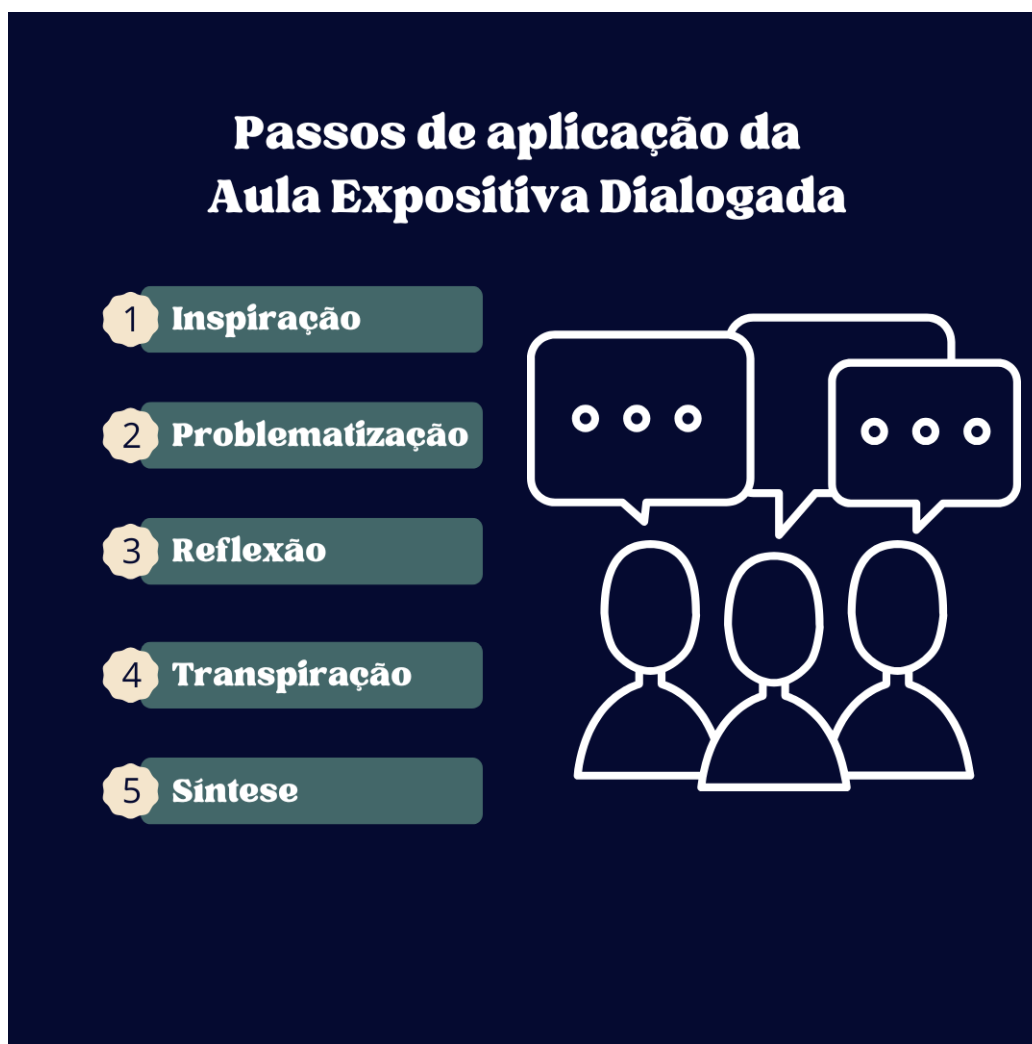 Passos de aplicação da
Aula Expositiva Dialogada
1 Inspiração
2 Problematização
3 Reflexão
4 Transpiração
5 Síntese